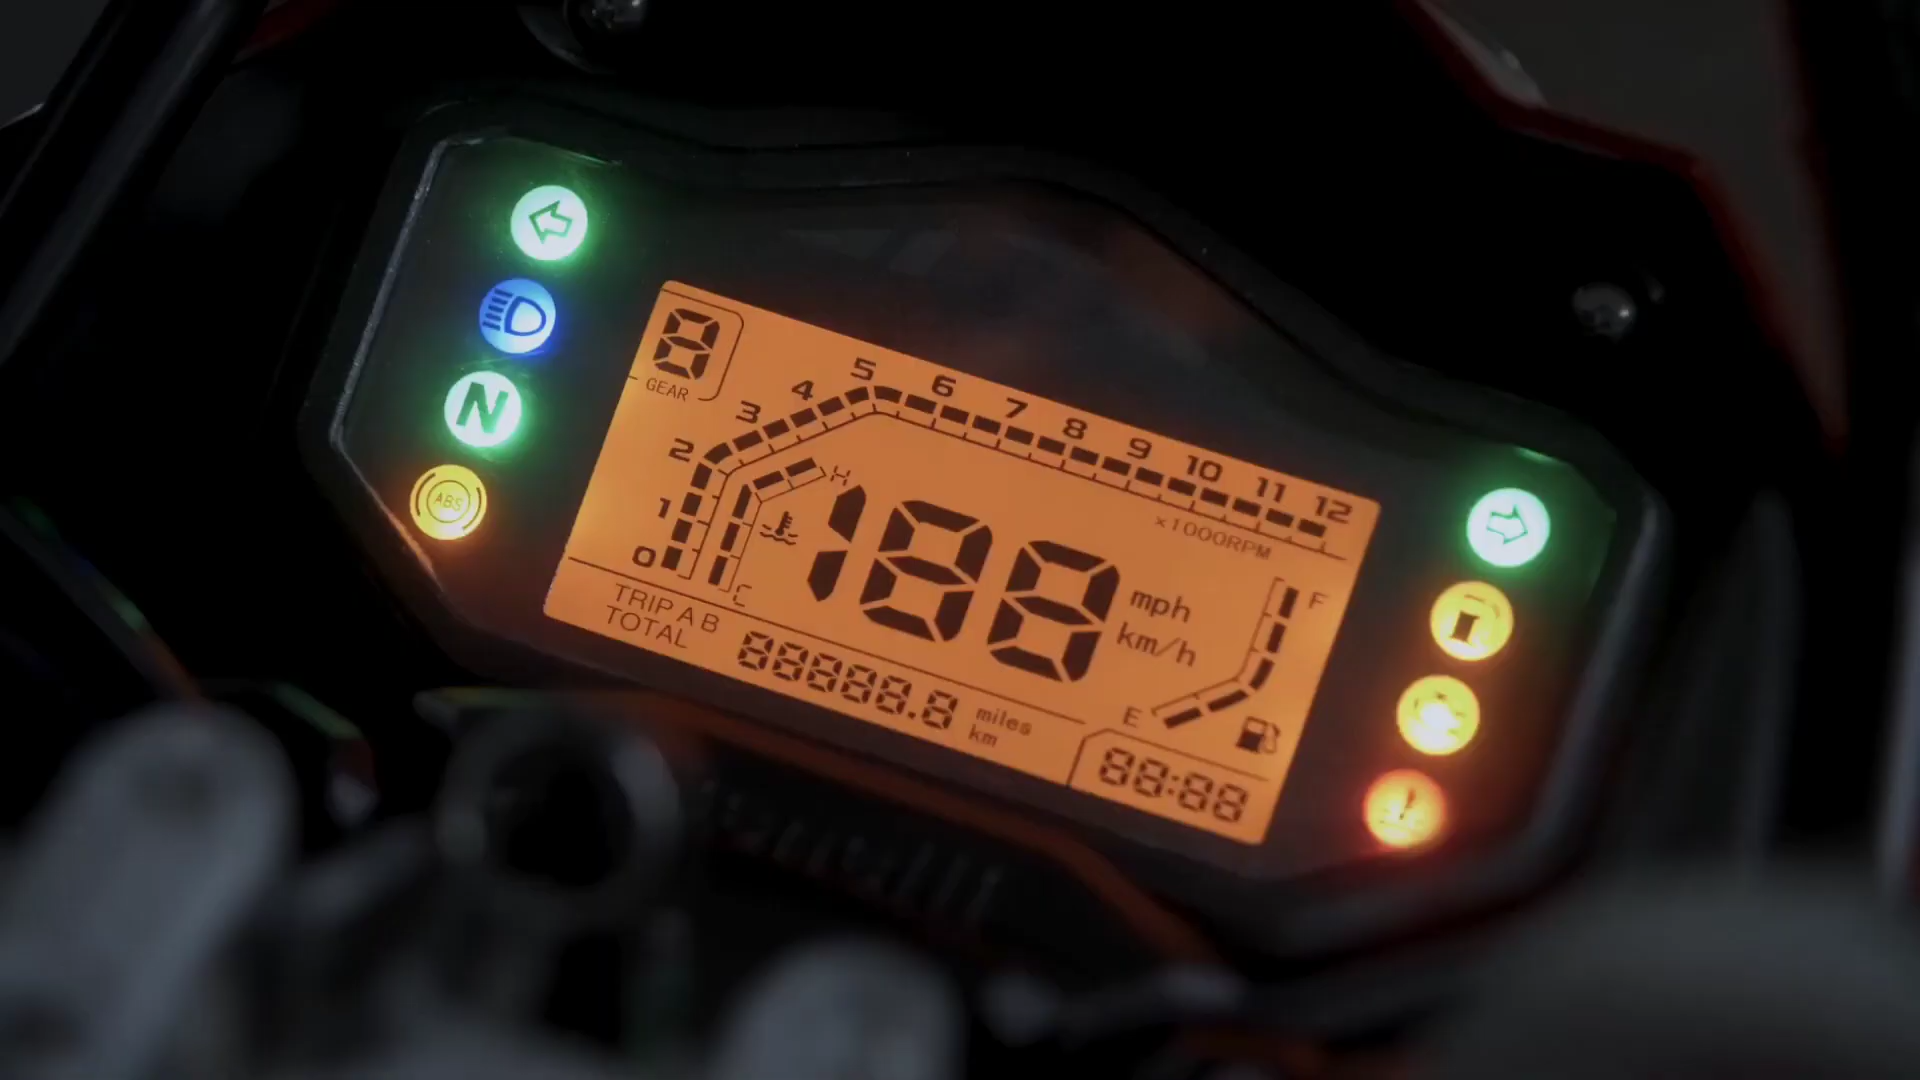 N
ABS
8
GEAR
0 1 2 3 4 5 6 7 8 9 10 11 12
x1000RPM
H
C
188
mph
km/h
F
E
TRIP A B
TOTAL
88888.8
miles
km
88:88